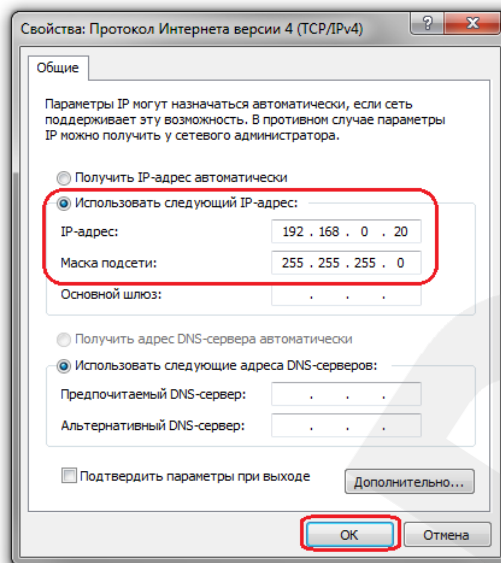 Свойства: Протокол Интернета версии 4 (TCP/IPv4)
Общие
Параметры IP могут назначаться автоматически, если сеть
поддерживает эту возможность. В противном случае параметры
IP можно получить у сетевого администратора.
Получить IP-адрес автоматически
Использовать следующий IP-адрес:
IP-адрес: 192 . 168 . 0 . 20
Маска подсети: 255 . 255 . 255 . 0
Основной шлюз: . . .
Получить адрес DNS-сервера автоматически
Использовать следующие адреса DNS-серверов:
Предпочитаемый DNS-сервер: . . .
Альтернативный DNS-сервер: . . .
Подтвердить параметры при выходе
Дополнительно...
ОК Отмена